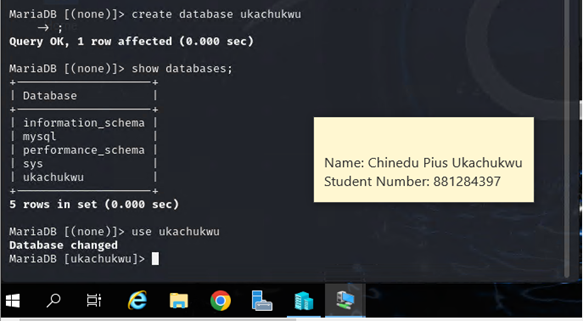 MariaDB [(none)]> create database ukachukwu
    → ;
Query OK, 1 row affected (0.000 sec)
MariaDB [(none)]> show databases;
+--------------------+
| Database           |
+--------------------+
| information_schema |
| mysql              |
| performance_schema |
| sys                |
| ukachukwu          |
+--------------------+
5 rows in set (0.000 sec)
MariaDB [(none)]> use ukachukwu
Database changed
MariaDB [ukachukwu]>
Name: Chinedu Pius Ukachukwu
Student Number: 881284397